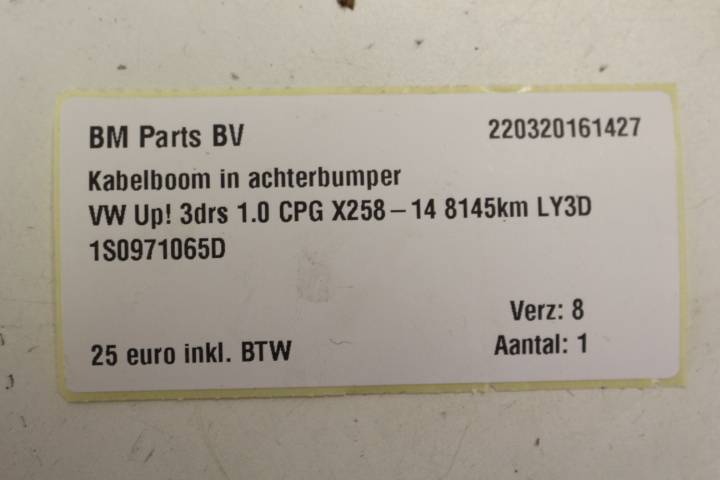 BM Parts BV 220320161427
Kabelboom in achterbumper
VW Up! 3drs 1.0 CPG X258 – 14 8145km LY3D
1S0971065D
Verz: 8
25 euro inkl. BTW Aantal: 1